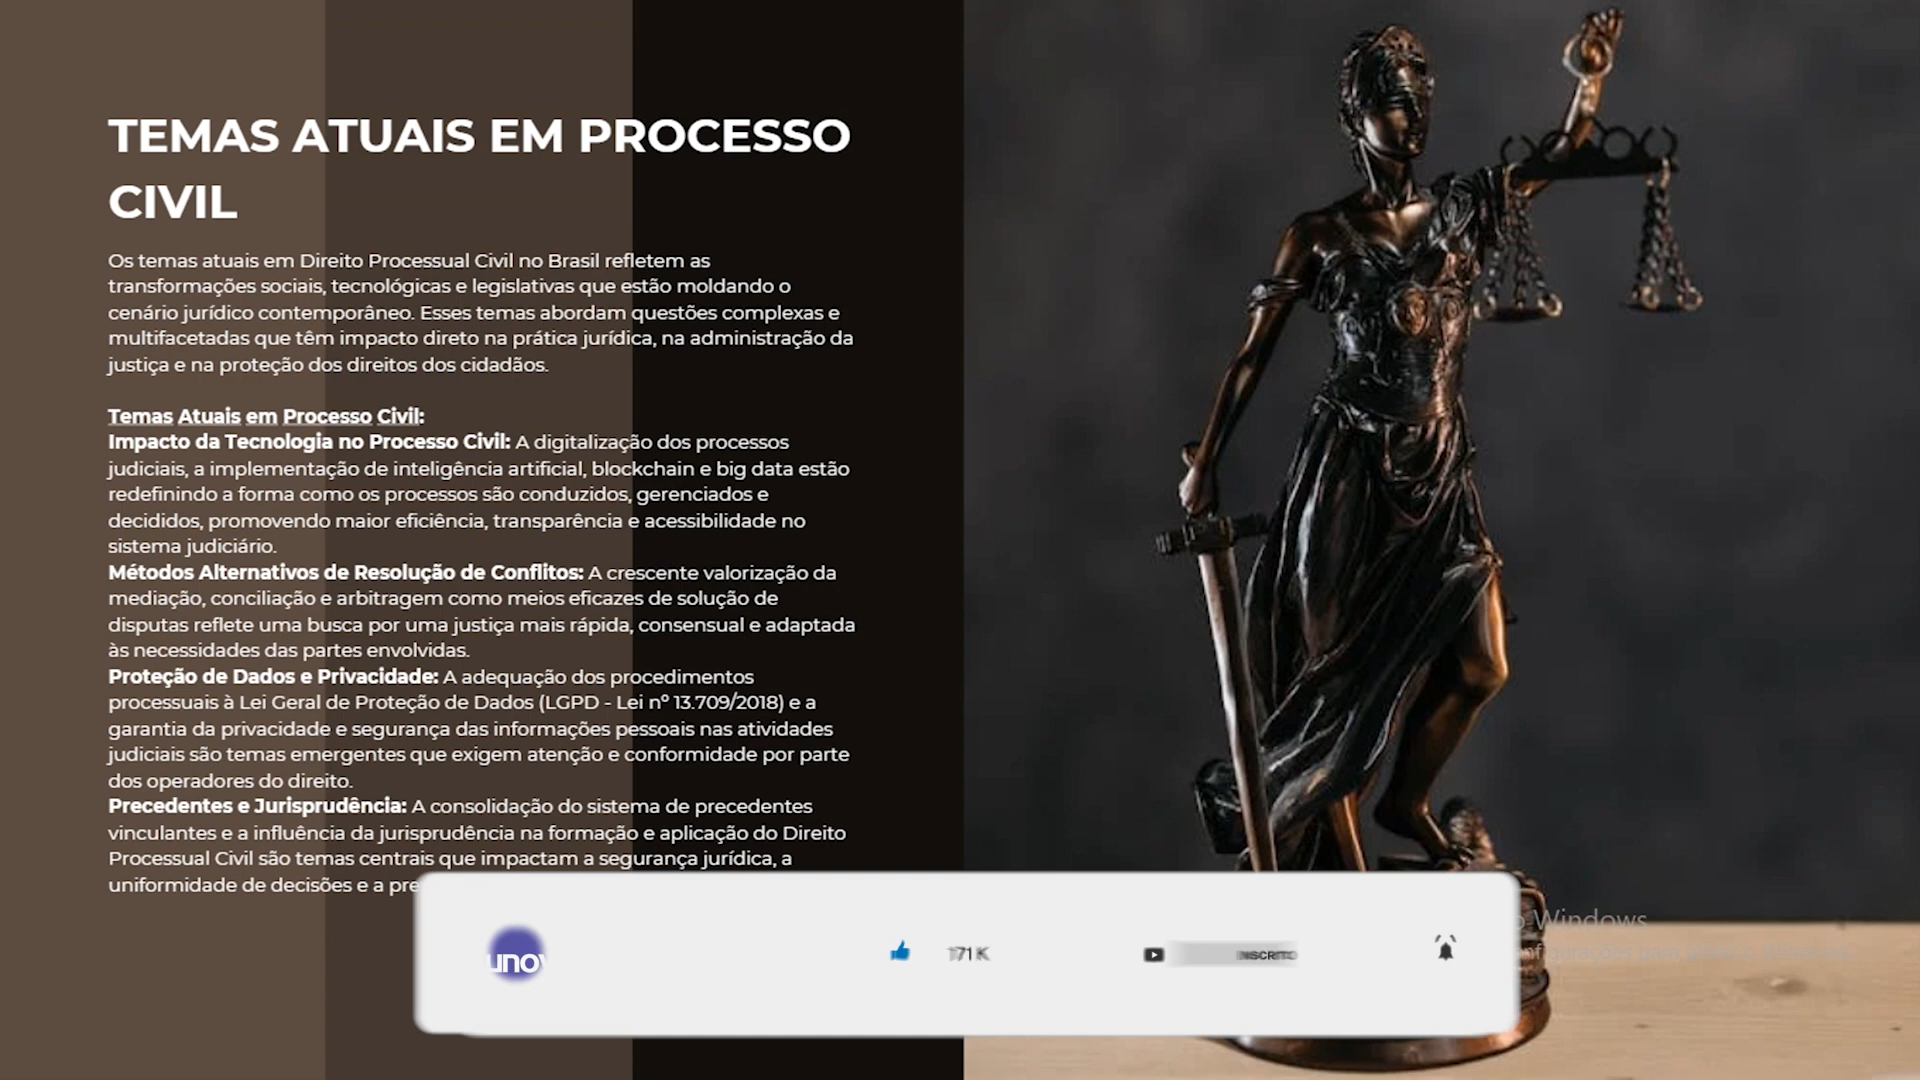 TEMAS ATUAIS EM PROCESSO
CIVIL
Os temas atuais em Direito Processual Civil no Brasil refletem as
transformações sociais, tecnológicas e legislativas que estão moldando o
cenário jurídico contemporâneo. Esses temas abordam questões complexas e
multifacetadas que têm impacto direto na prática jurídica, na administração da
justiça e na proteção dos direitos dos cidadãos.
Temas Atuais em Processo Civil:
Impacto da Tecnologia no Processo Civil: A digitalização dos processos
judiciais, a implementação de inteligência artificial, blockchain e big data estão
redefinindo a forma como os processos são conduzidos, gerenciados e
decididos, promovendo maior eficiência, transparência e acessibilidade no
sistema judiciário.
Métodos Alternativos de Resolução de Conflitos: A crescente valorização da
mediação, conciliação e arbitragem como meios eficazes de solução de
disputas reflete uma busca por uma justiça mais rápida, consensual e adaptada
às necessidades das partes envolvidas.
Proteção de Dados e Privacidade: A adequação dos procedimentos
processuais à Lei Geral de Proteção de Dados (LGPD - Lei nº 13.709/2018) e a
garantia da privacidade e segurança das informações pessoais nas atividades
judiciais são temas emergentes que exigem atenção e conformidade por parte
dos operadores do direito.
Precedentes e Jurisprudência: A consolidação do sistema de precedentes
vinculantes e a influência da jurisprudência na formação e aplicação do Direito
Processual Civil são temas centrais que impactam a segurança jurídica, a
uniformidade de decisões e a pre
Windows
171K
INSCRITO